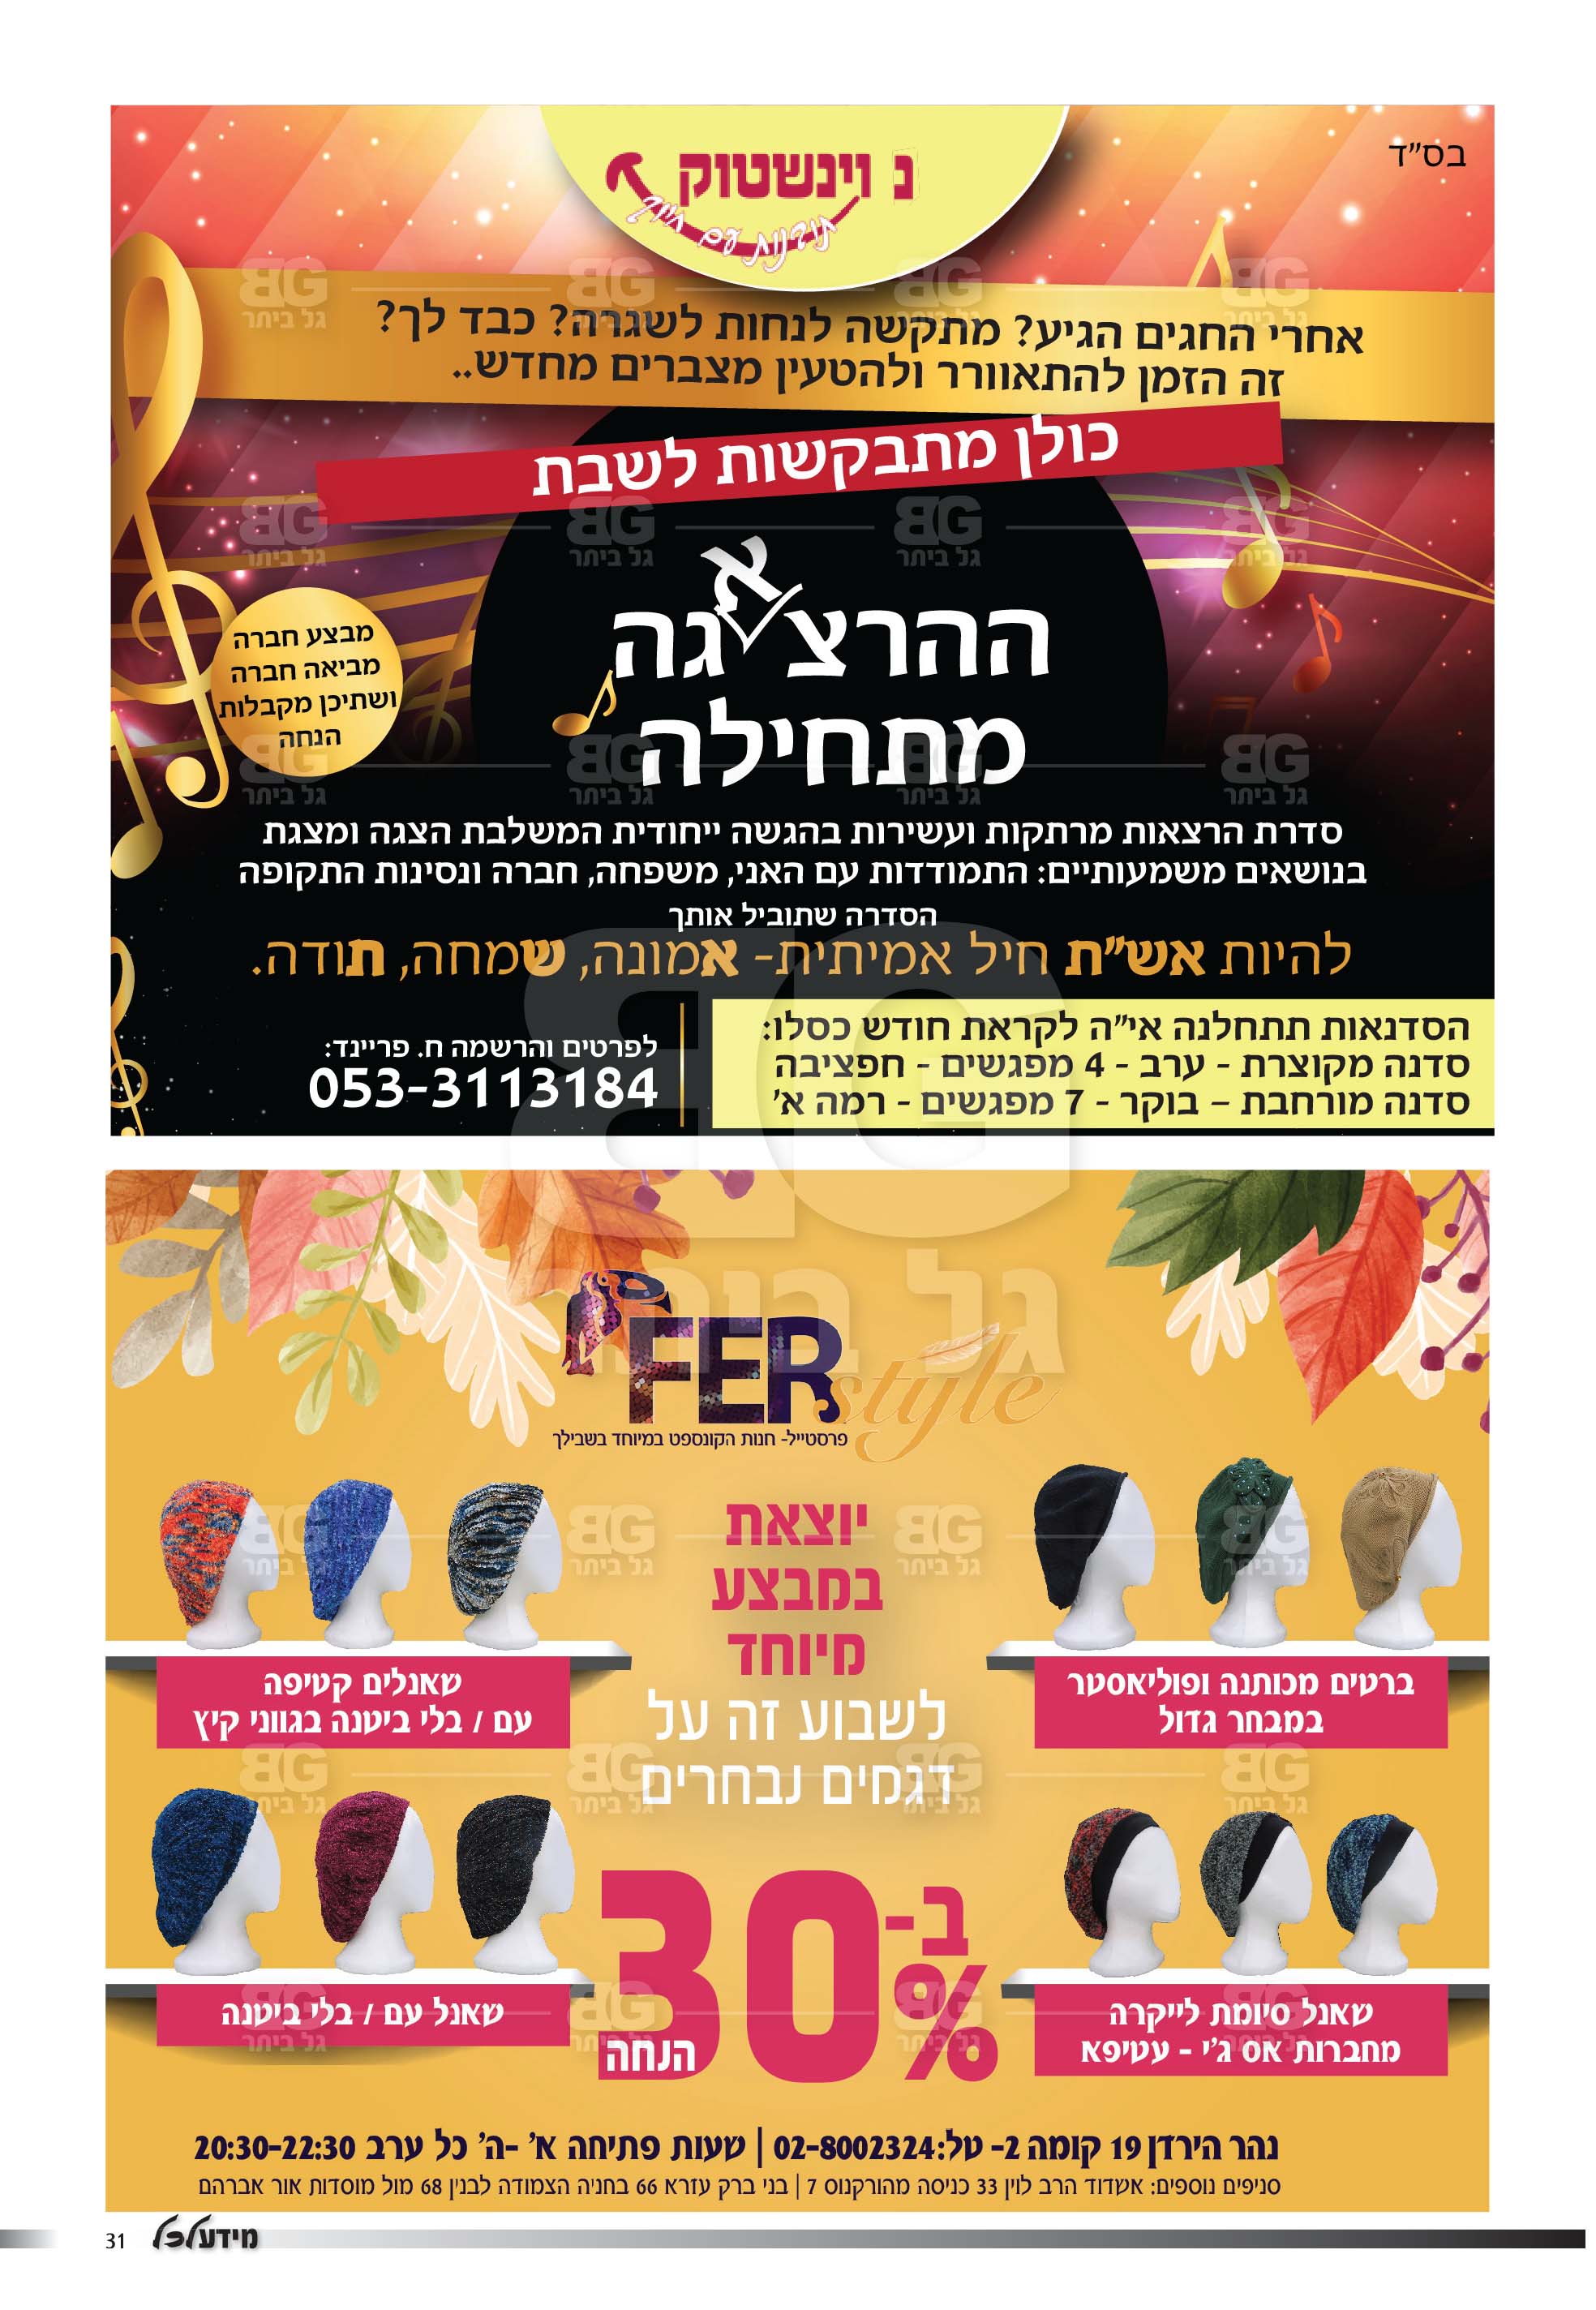 בס"ד
נ וינשטוק
תובנות עם חיוך
אחרי החגים הגיע? מתקשה לנחות לשגרה? כבד לך?
זה הזמן להתאוורר ולהטעין מצברים מחדש..
כולן מתבקשות לשבת
ההרצאגה
מתחילה
מבצע חברה
מביאה חברה
ושתיכן מקבלות
הנחה
סדרת הרצאות מרתקות ועשירות בהגשה ייחודית המשלבת הצגה ומצגת
בנושאים משמעותיים: התמודדות עם האני, משפחה, חברה ונסינות התקופה
הסדרה שתוביל אותך
להיות אש"ת חיל אמיתית- אמונה, שמחה, תודה.
הסדנאות תתחלנה אי"ה לקראת חודש כסלו:
סדנה מקוצרת - ערב - 4 מפגשים - חפציבה
סדנה מורחבת – בוקר - 7 מפגשים - רמה א'
לפרטים והרשמה ח. פריינד:
053-3113184
FER style
פרסטייל- חנות הקונספט במיוחד בשבילך
יוצאת
במבצע
מיוחד
לשבוע זה על
דגמים נבחרים
ב-
30%
הנחה
ברטים מכותנה ופוליאסטר
במבחר גדול
שאנלים קטיפה
עם / בלי ביטנה בגווני קיץ
שאנל סיומת לייקרה
מחברות אס ג'י - עטיפא
שאנל עם / בלי ביטנה
נהר הירדן 19 קומה 2- טל:02-8002324 | שעות פתיחה א' -ה' כל ערב 20:30-22:30
סניפים נוספים: אשדוד הרב לוין 33 כניסה מהורקנוס 7 | בני ברק עזרא 66 בחניה הצמודה לבנין 68 מול מוסדות אור אברהם
מידע לכל
31
BG
גל ביתר